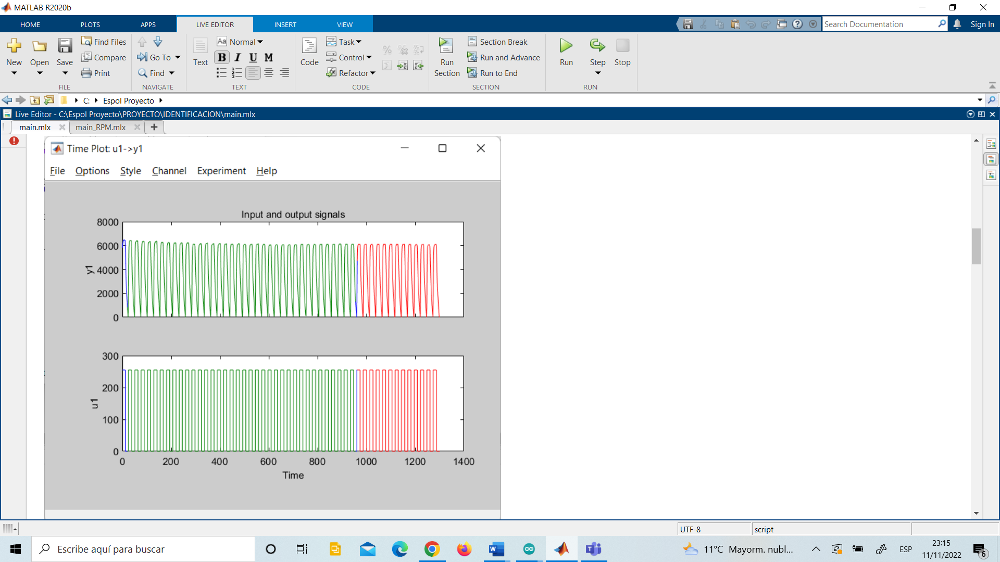 MATLAB R2020b
HOME PLOTS APPS LIVE EDITOR INSERT VIEW
Search Documentation
Sign In
New
Open
Save
Find Files
Compare
Print
FILE
Go To
Find
NAVIGATE
Text
Aa Normal
B I U M
TEXT
Code
Task
Control
Refactor
CODE
Run
Section
Section Break
Run and Advance
Run to End
SECTION
Run
Step
Stop
RUN
C: Espol Proyecto
Live Editor - C:\Espol Proyecto\PROYECTO\IDENTIFICACION\main.mlx
main.mlx main_RPM.mlx
Time Plot: u1->y1
File Options Style Channel Experiment Help
Input and output signals
8000
6000
4000
2000
0
y1
300
200
100
0
u1
0 200 400 600 800 1000 1200 1400
Time
UTF-8
script
Escribe aquí para buscar
11°C Mayorm. nubl...
ESP
23:15
11/11/2022
6